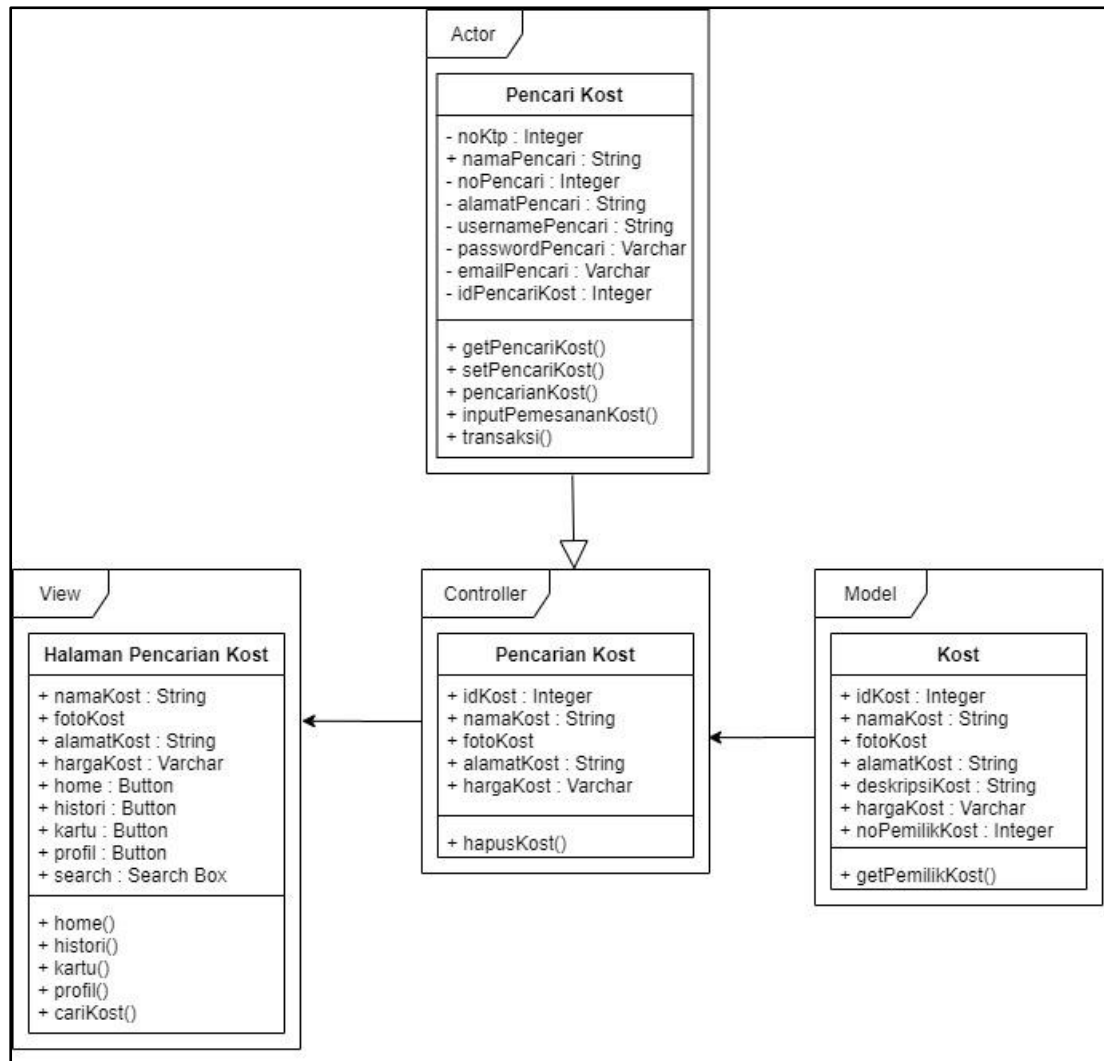 Actor
Pencari Kost
- noKtp : Integer
+ namaPencari : String
- noPencari : Integer
- alamatPencari : String
- usernamePencari : String
- passwordPencari : Varchar
- emailPencari : Varchar
- idPencariKost : Integer
+ getPencariKost()
+ setPencariKost()
+ pencarianKost()
+ inputPemesananKost()
+ transaksi()
View
Halaman Pencarian Kost
+ namaKost : String
+ fotoKost
+ alamatKost : String
+ hargaKost : Varchar
+ home : Button
+ histori : Button
+ kartu : Button
+ profil : Button
+ search : Search Box
+ home()
+ histori()
+ kartu()
+ profil()
+ cariKost()
Controller
Pencarian Kost
+ idKost : Integer
+ namaKost : String
+ fotoKost
+ alamatKost : String
+ hargaKost : Varchar
+ hapusKost()
Model
Kost
+ idKost : Integer
+ namaKost : String
+ fotoKost
+ alamatKost : String
+ deskripsiKost : String
+ hargaKost : Varchar
+ noPemilikKost : Integer
+ getPemilikKost()